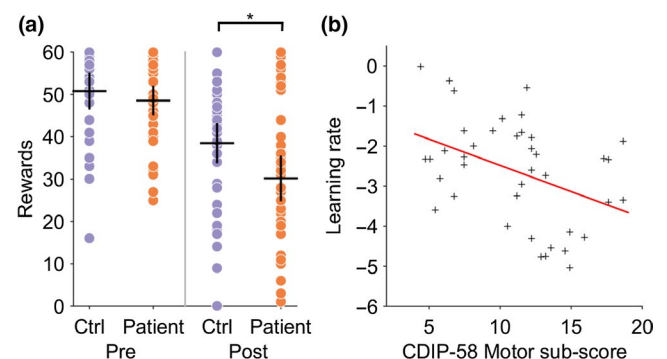 (a)
*
Rewards
60
50
40
30
20
10
0
Ctrl Patient Ctrl Patient
Pre Post
(b)
Learning rate
0
−1
−2
−3
−4
−5
−6
5 10 15 20
CDIP-58 Motor sub-score